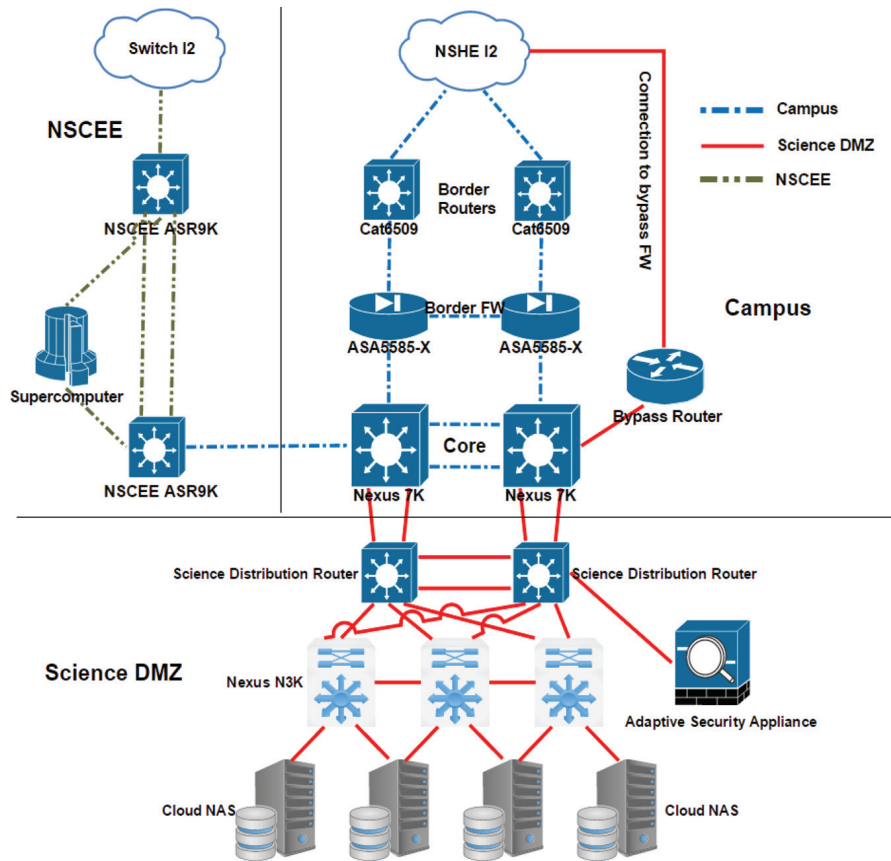 Switch I2
NSHE I2
NSCEE
Campus
Science DMZ
NSCEE
Connection to bypass FW
NSCEE ASR9K
Border
Routers
Cat6509
Cat6509
Border FW
ASA5585-X
ASA5585-X
Campus
Supercomputer
Bypass Router
NSCEE ASR9K
Core
Nexus 7K
Nexus 7K
Science Distribution Router
Science Distribution Router
Science DMZ
Nexus N3K
Adaptive Security Appliance
Cloud NAS
Cloud NAS